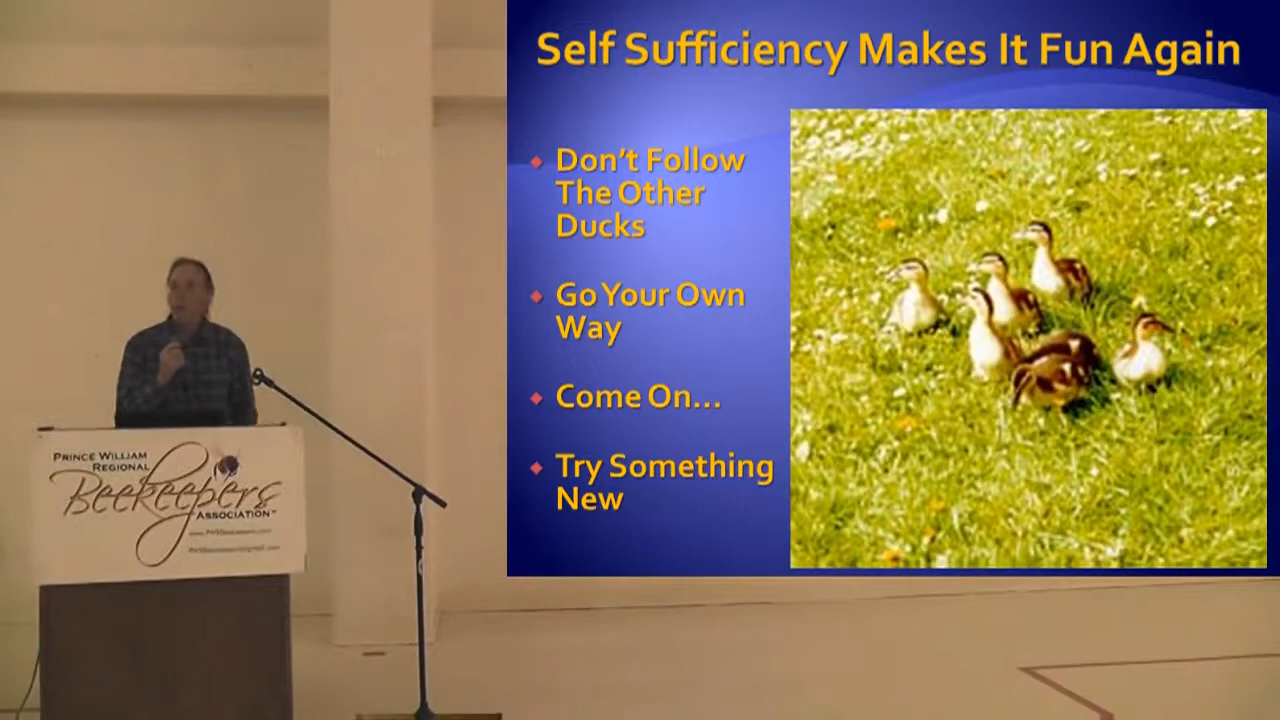 Self Sufficiency Makes It Fun Again
Don't Follow
The Other
Ducks
Go Your Own
Way
Come On...
Try Something
New
PRINCE WILLIAM
REGIONAL
Beekeepers
ASSOCIATION